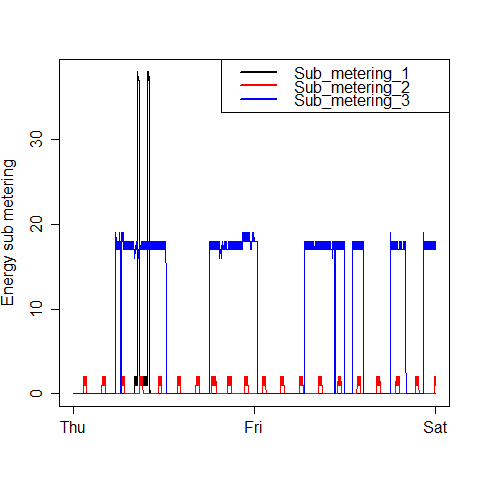 Sub_metering_1
Sub_metering_2
Sub_metering_3
Energy sub metering
30
20
10
0
Thu Fri Sat